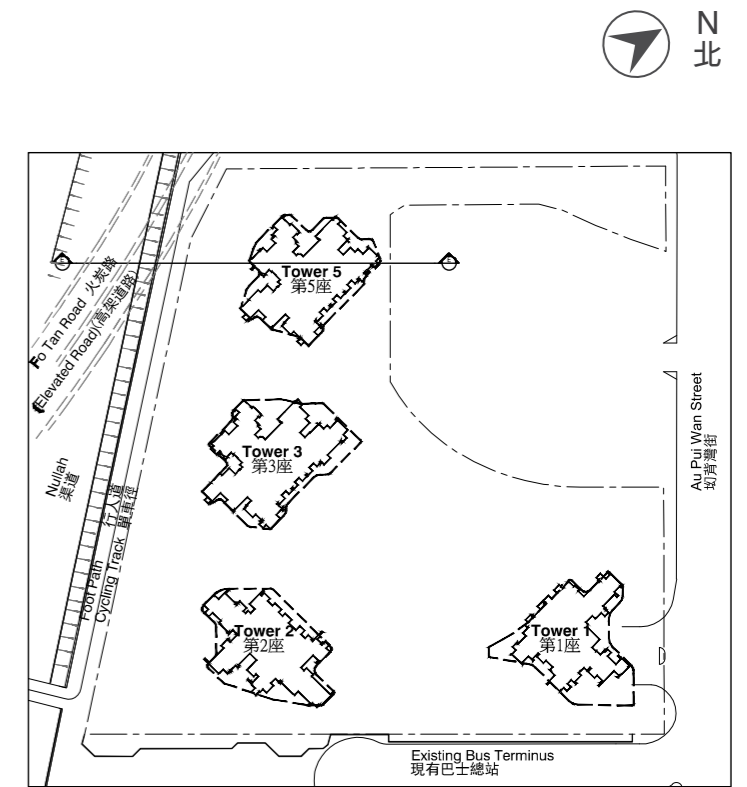 N
北
Tower 5
第5座
Fo Tan Road 火炭路
(Elevated Road)(高架道路)
Tower 3
第3座
Au Pui Wan Street
坳背灣街
Nullah
渠道
Foot Path 行人道
Cycling Track 單車徑
Tower 2
第2座
Tower 1
第1座
Existing Bus Terminus
現有巴士總站